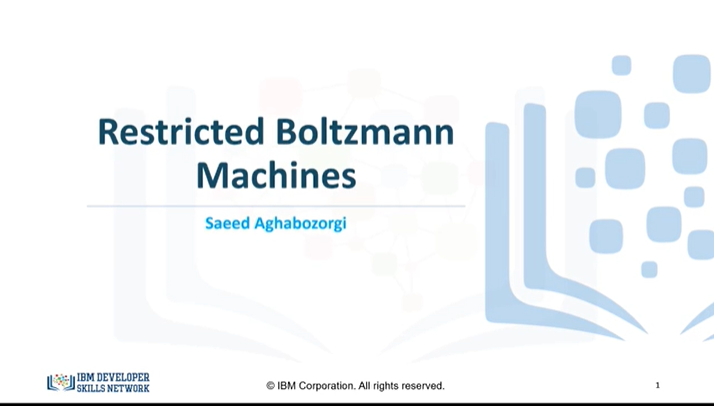 Restricted Boltzmann
Machines
Saeed Aghabozorgi
IBM DEVELOPER
SKILLS NETWORK
© IBM Corporation. All rights reserved.
1